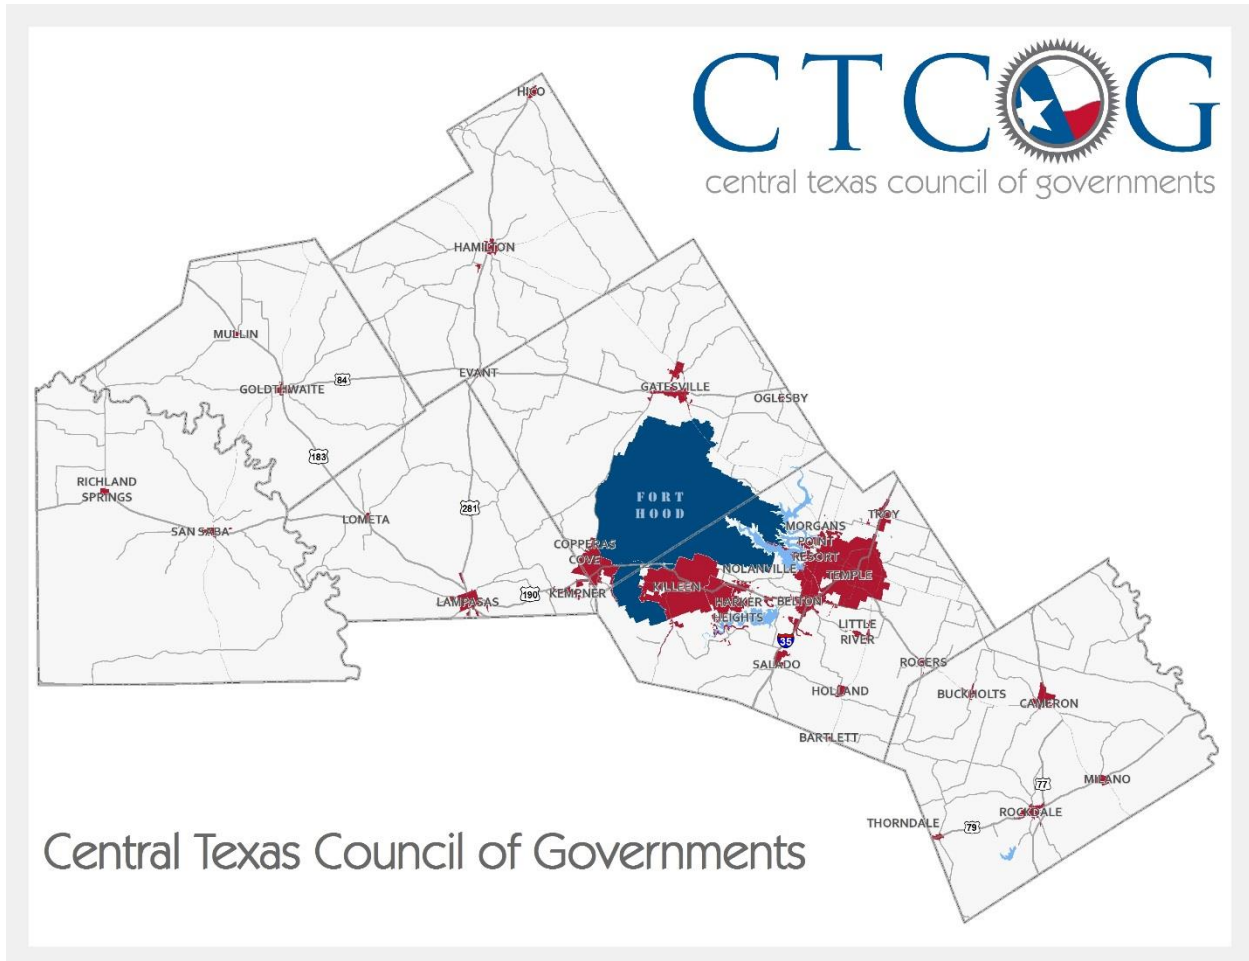 CTCOG
central texas council of governments
HICO
HAMILTON
MULLIN
GOLDTHWAITE
84
EVANT
GATESVILLE
OGLESBY
183
RICHLAND
SPRINGS
SAN SABA
LOMETA
281
FORT
HOOD
COPPERAS
COVE
KEMPNER
190
LAMPASAS
KILLEEN
NOLANVILLE
HARKER
HEIGHTS
MORGANS
POINT
RESORT
TROY
TEMPLE
BELTON
LITTLE
RIVER
35
SALADO
ROGERS
HOLLAND
BUCKHOLTS
CAMERON
BARTLETT
77
MILANO
THORNDALE
79
ROCKDALE
Central Texas Council of Governments